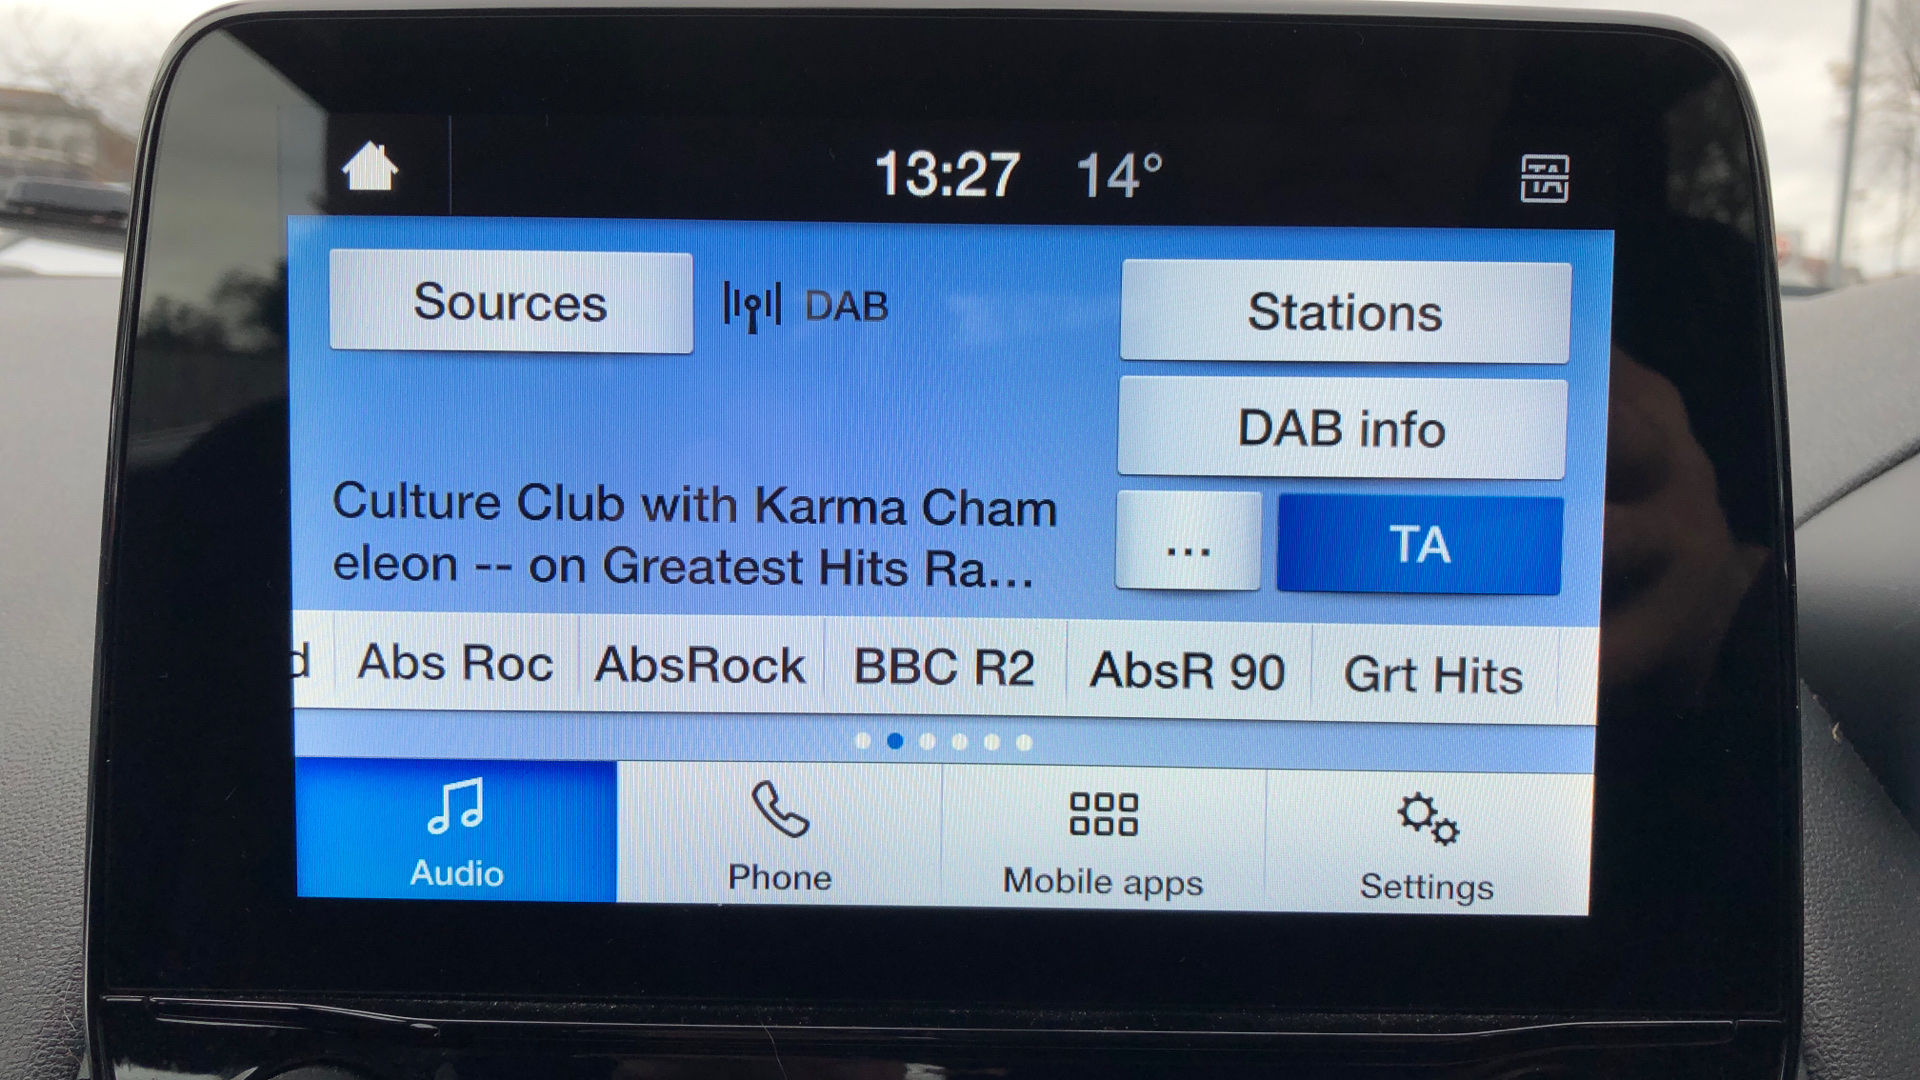 13:27 14°
TA
Sources
DAB
Stations
DAB info
Culture Club with Karma Cham
eleon -- on Greatest Hits Ra...
... TA
d Abs Roc AbsRock BBC R2 AbsR 90 Grt Hits
Audio Phone Mobile apps Settings